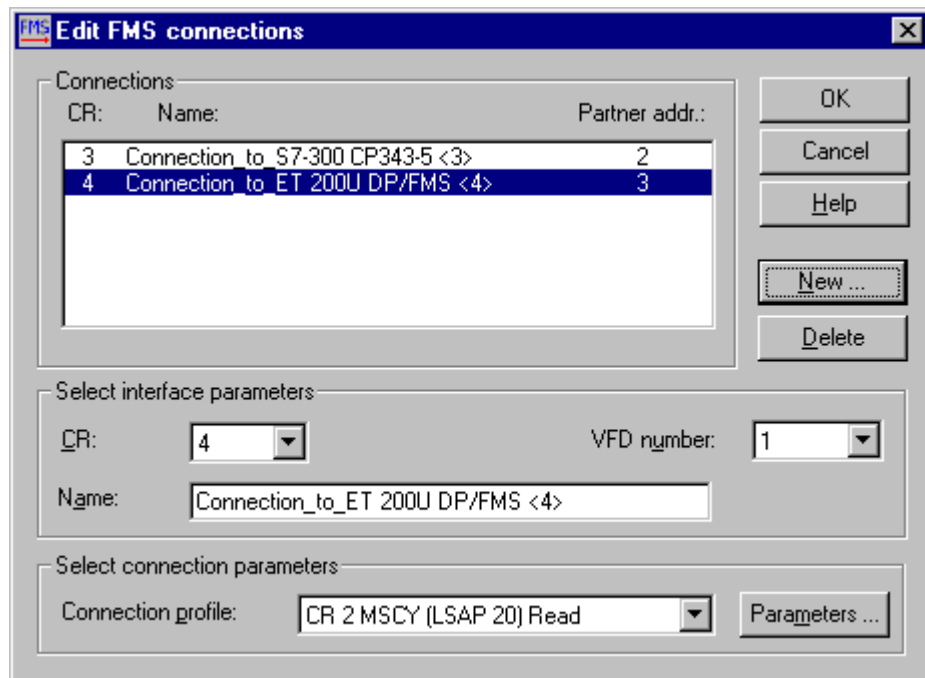 FMS Edit FMS connections
Connections
CR: Name: Partner addr.:
3 Connection_to_S7-300 CP343-5 <3> 2
4 Connection_to_ET 200U DP/FMS <4> 3
OK
Cancel
Help
New ...
Delete
Select interface parameters
CR: 4 VFD number: 1
Name: Connection_to_ET 200U DP/FMS <4>
Select connection parameters
Connection profile: CR 2 MSCY (LSAP 20) Read Parameters ...